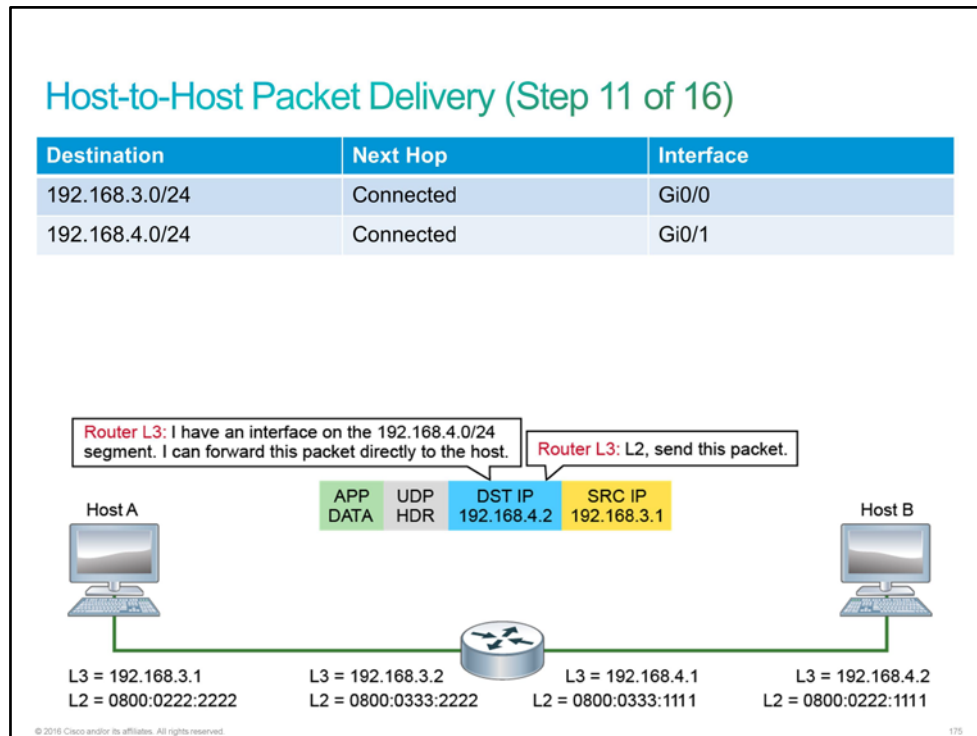 Host-to-Host Packet Delivery (Step 11 of 16)
Destination Next Hop Interface
192.168.3.0/24 Connected Gi0/0
192.168.4.0/24 Connected Gi0/1
Router L3: I have an interface on the 192.168.4.0/24
segment. I can forward this packet directly to the host.
Router L3: L2, send this packet.
APP DATA
UDP HDR
DST IP 192.168.4.2
SRC IP 192.168.3.1
Host A
Host B
L3 = 192.168.3.1
L2 = 0800:0222:2222
L3 = 192.168.3.2
L2 = 0800:0333:2222
L3 = 192.168.4.1
L2 = 0800:0333:1111
L3 = 192.168.4.2
L2 = 0800:0222:1111
© 2016 Cisco and/or its affiliates. All rights reserved.
175